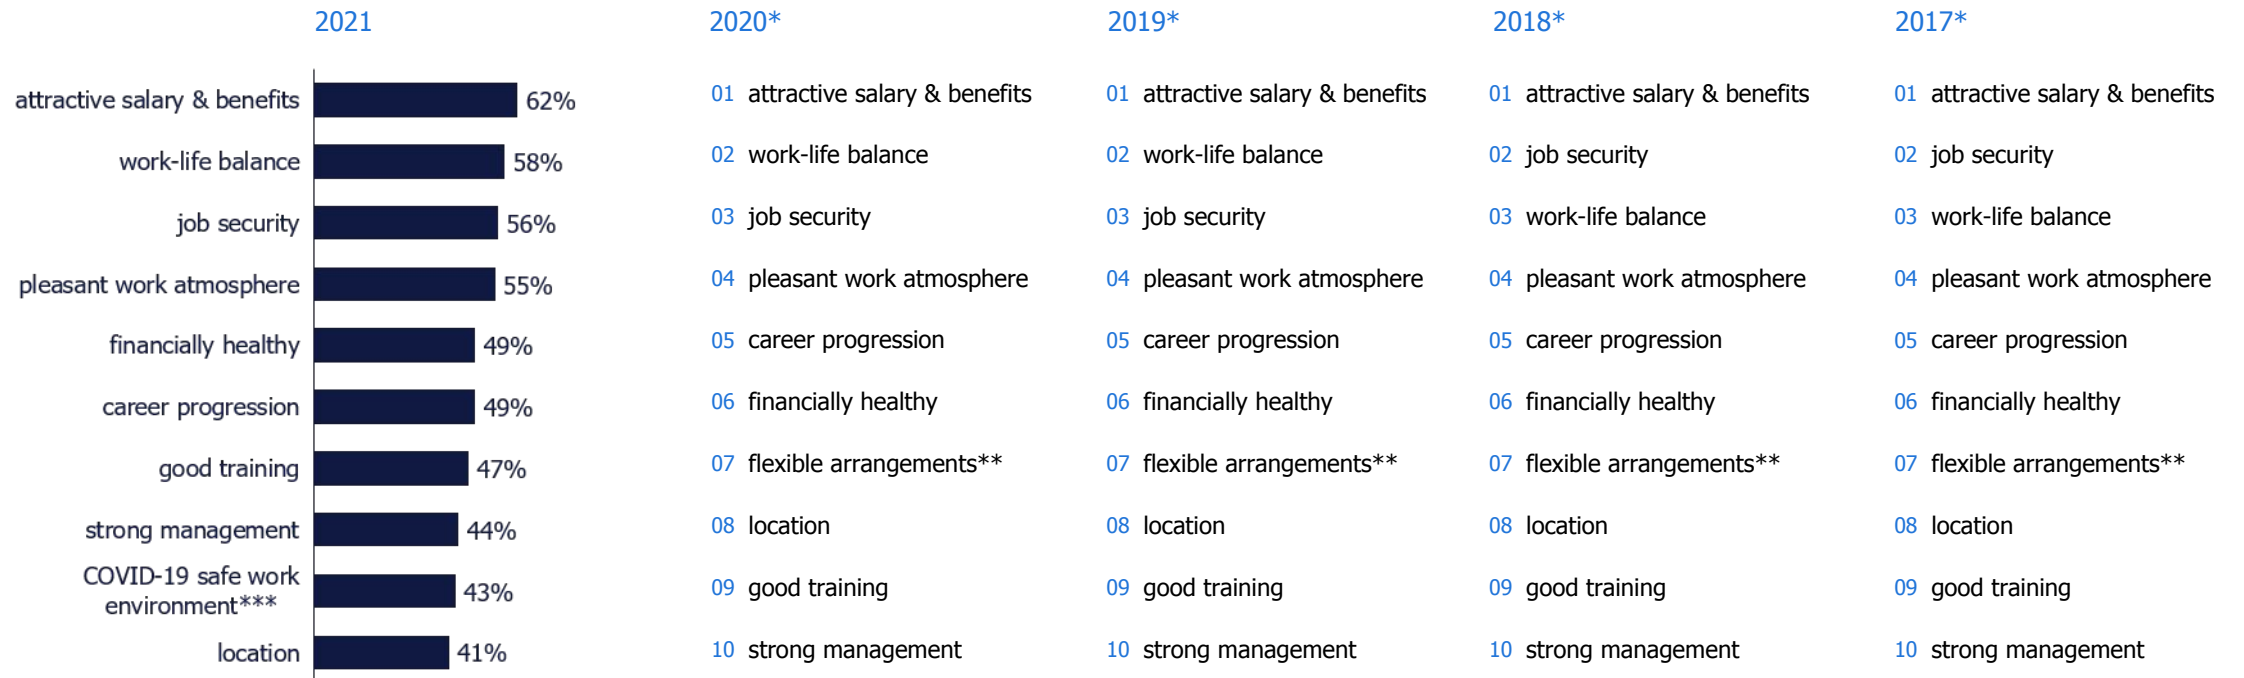 2021
attractive salary & benefits 62%
work-life balance 58%
job security 56%
pleasant work atmosphere 55%
financially healthy 49%
career progression 49%
good training 47%
strong management 44%
COVID-19 safe work
environment*** 43%
location 41%
2020*
01 attractive salary & benefits
02 work-life balance
03 job security
04 pleasant work atmosphere
05 career progression
06 financially healthy
07 flexible arrangements**
08 location
09 good training
10 strong management
2019*
01 attractive salary & benefits
02 work-life balance
03 job security
04 pleasant work atmosphere
05 career progression
06 financially healthy
07 flexible arrangements**
08 location
09 good training
10 strong management
2018*
01 attractive salary & benefits
02 job security
03 work-life balance
04 pleasant work atmosphere
05 career progression
06 financially healthy
07 flexible arrangements**
08 location
09 good training
10 strong management
2017*
01 attractive salary & benefits
02 job security
03 work-life balance
04 pleasant work atmosphere
05 career progression
06 financially healthy
07 flexible arrangements**
08 location
09 good training
10 strong management